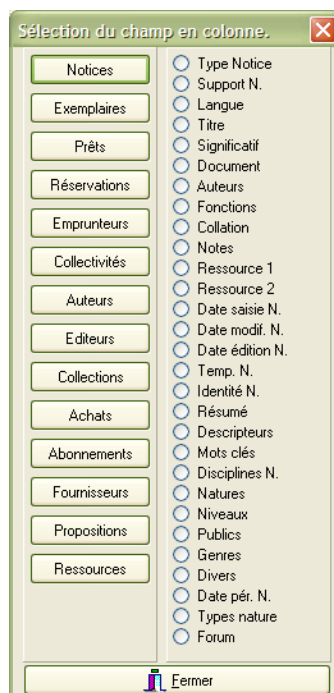 Sélection du champ en colonne.
Notices
Exemplaires
Prêts
Réservations
Emprunteurs
Collectivités
Auteurs
Editeurs
Collections
Achats
Abonnements
Fournisseurs
Propositions
Ressources
Type Notice
Support N.
Langue
Titre
Significatif
Document
Auteurs
Fonctions
Collation
Notes
Ressource 1
Ressource 2
Date saisie N.
Date modif. N.
Date édition N.
Temp. N.
Identité N.
Résumé
Descripteurs
Mots clés
Disciplines N.
Natures
Niveaux
Publics
Genres
Divers
Date pér. N.
Types nature
Forum
Fermer